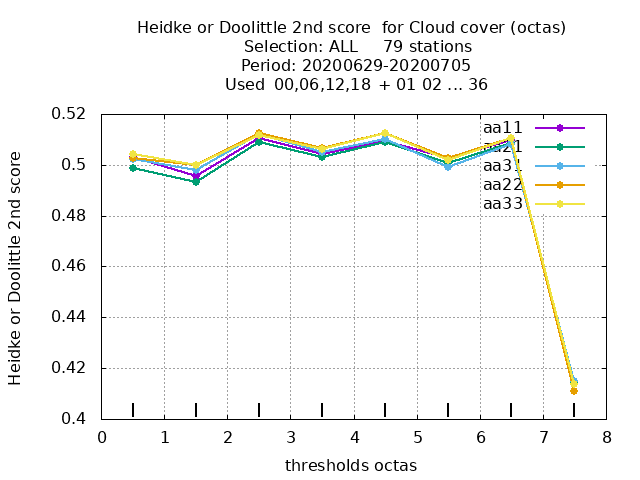 Heidke or Doolittle 2nd score for Cloud cover (octas)
Selection: ALL 79 stations
Period: 20200629-20200705
Used 00,06,12,18 + 01 02 ... 36
Heidke or Doolittle 2nd score
0.52
0.5
0.48
0.46
0.44
0.42
0.4
aa11
aa21
aa31
aa22
aa33
0 1 2 3 4 5 6 7 8
thresholds octas